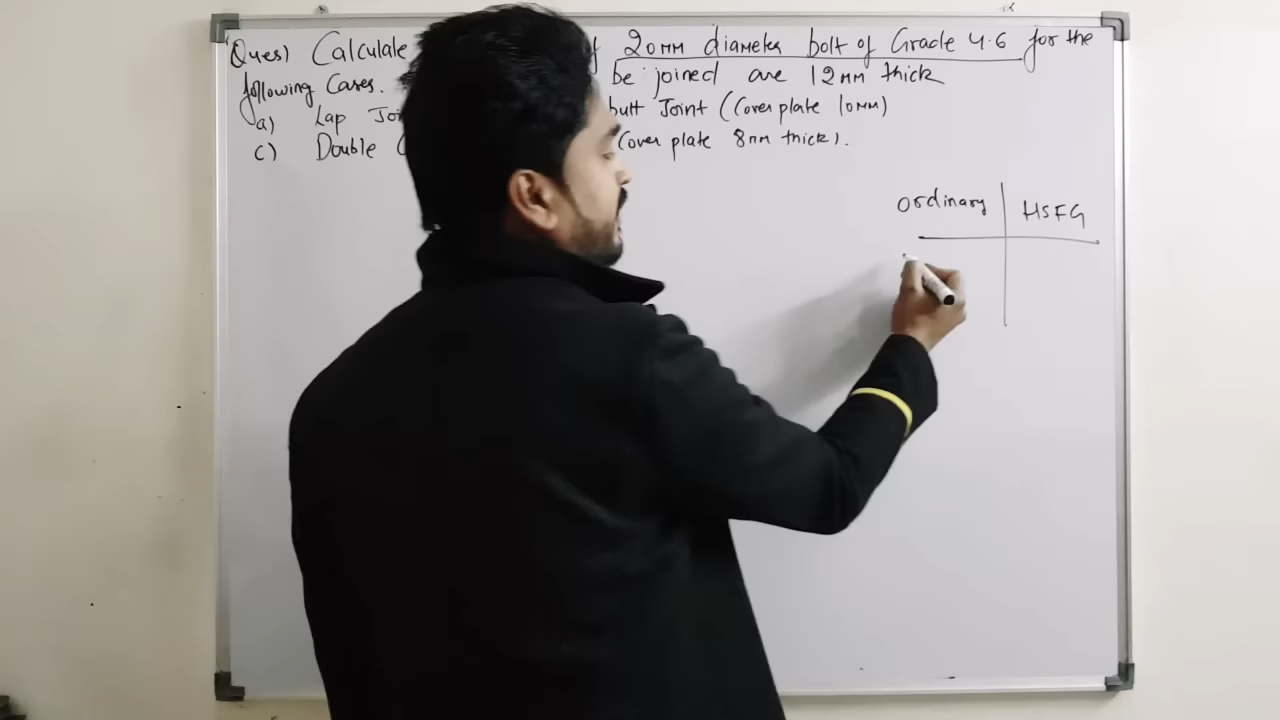 Ques) Calculate f 20mm diameter bolt of Grade 4.6 for the
following Cases. be joined are 12mm thick
a) Lap Joi butt Joint (Cover plate 10mm)
c) Double C Cover plate 8mm thick).
Ordinary HSFG